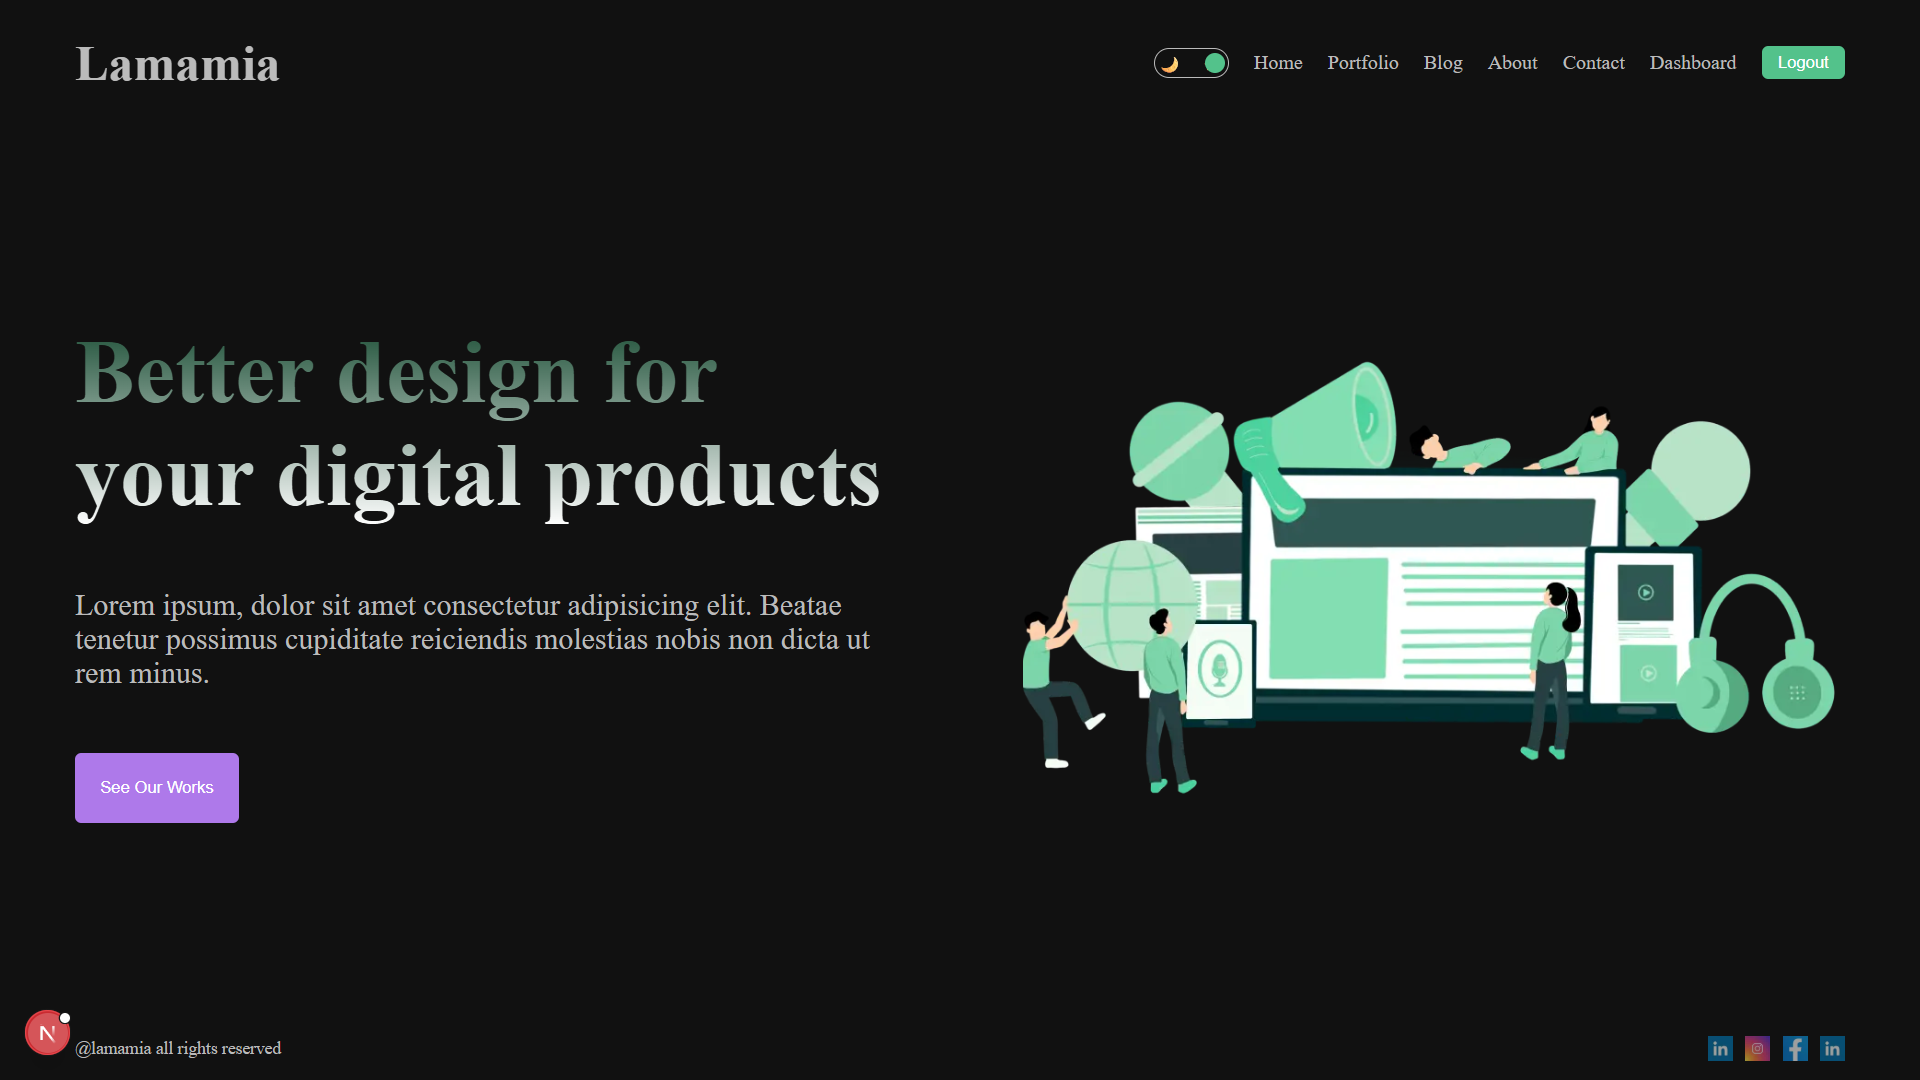 Lamamia
Home Portfolio Blog About Contact Dashboard Logout
Better design for
your digital products
Lorem ipsum, dolor sit amet consectetur adipisicing elit. Beatae
tenetur possimus cupiditate reiciendis molestias nobis non dicta ut
rem minus.
See Our Works
N
@lamamia all rights reserved
in f in